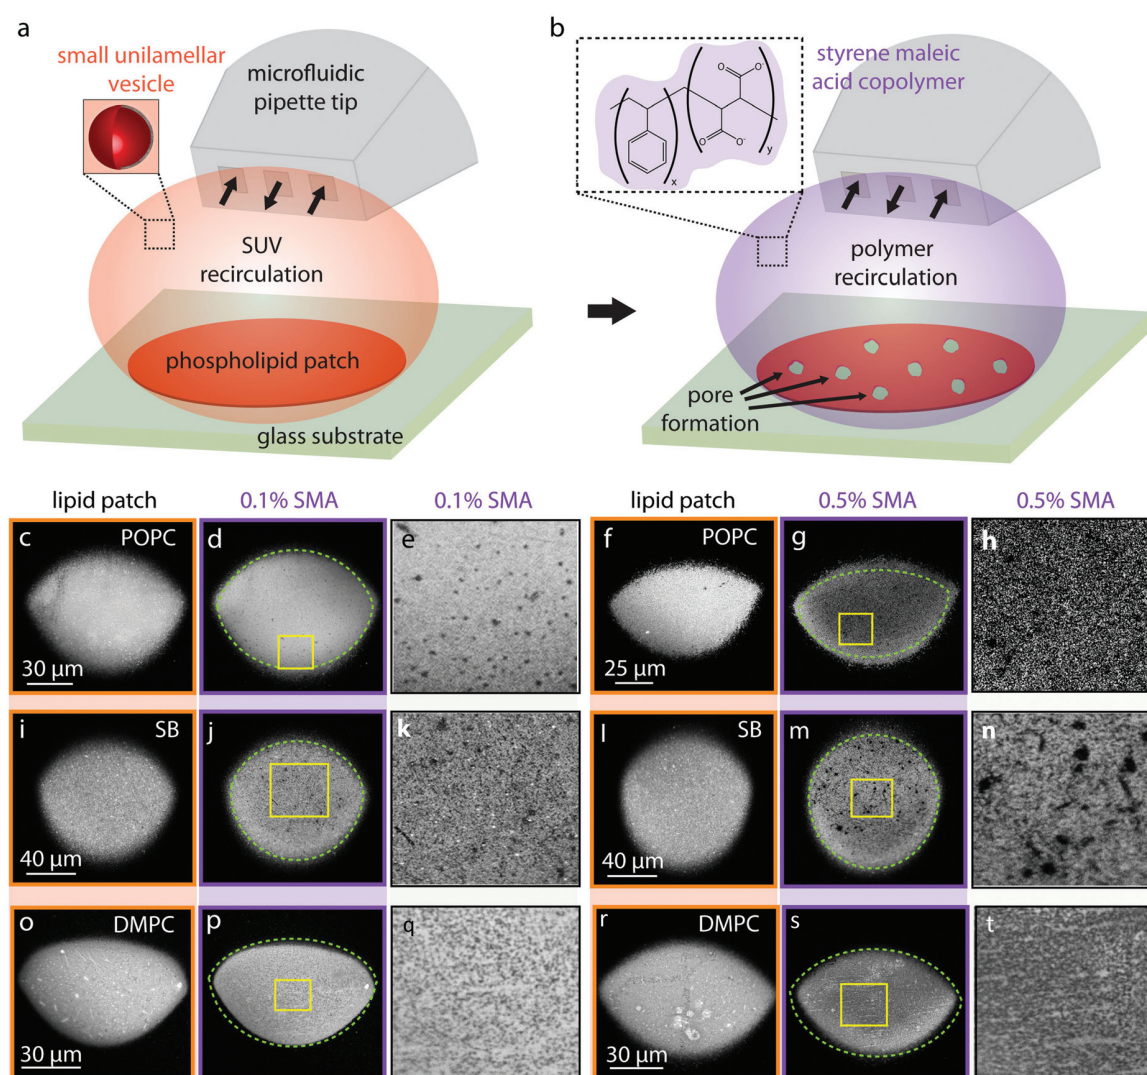 a
small unilamellar
vesicle
microfluidic
pipette tip
SUV
recirculation
phospholipid patch
glass substrate
b
styrene maleic
acid copolymer
O
O⁻
O
O⁻
x
y
polymer
recirculation
pore
formation
lipid patch
0.1% SMA
0.1% SMA
lipid patch
0.5% SMA
0.5% SMA
c
POPC
30 µm
d
e
f
POPC
25 µm
g
h
i
SB
40 µm
j
k
l
SB
40 µm
m
n
o
DMPC
30 µm
p
q
r
DMPC
30 µm
s
t